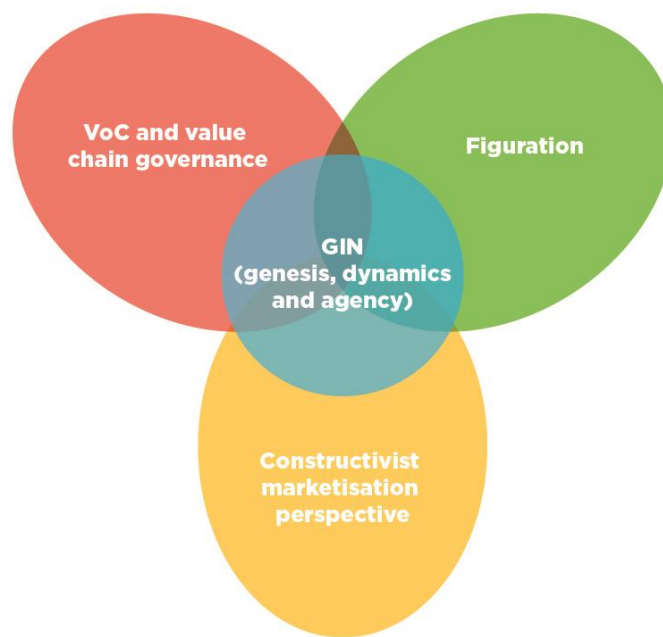 VoC and value
chain governance
Figuration
GIN
(genesis, dynamics
and agency)
Constructivist
marketisation
perspective